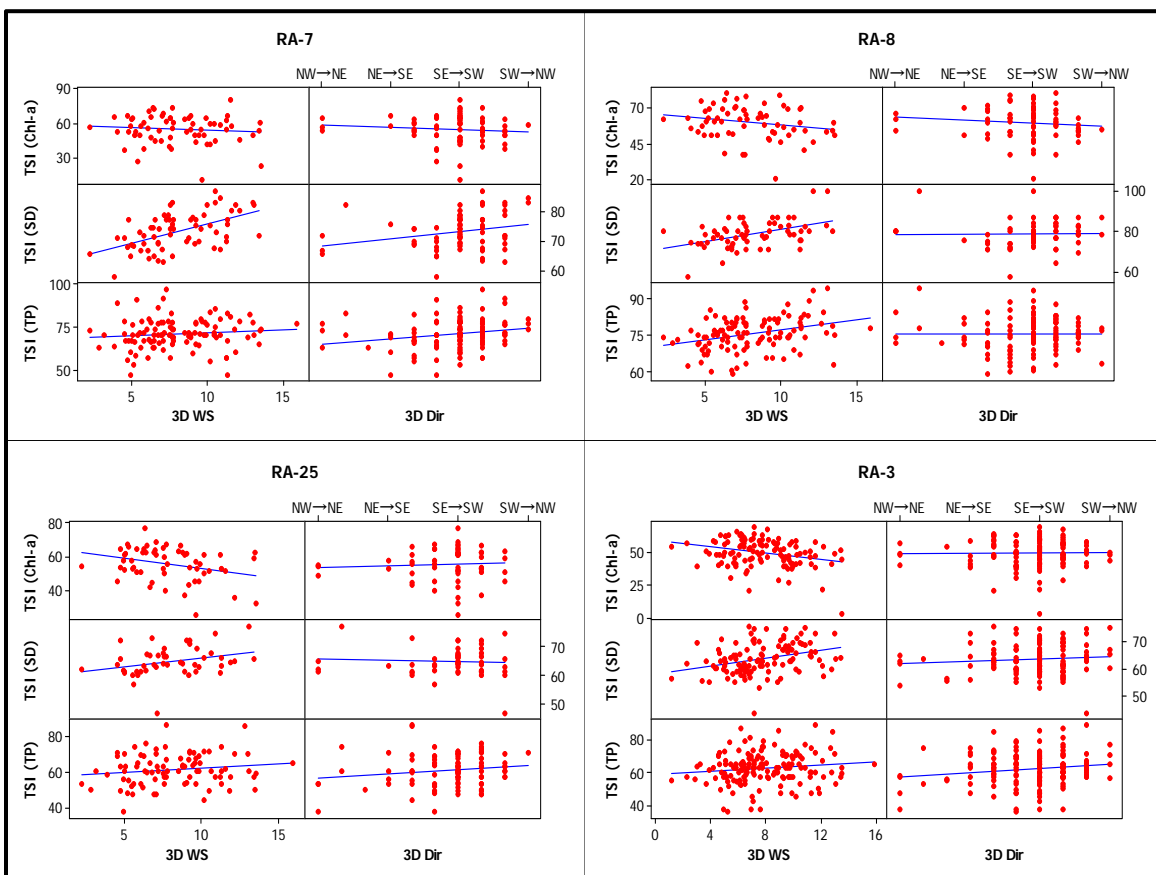 RA-7
NW→NE NE→SE SE→SW SW→NW
90
60
30
TSI (Chl-a)
80
70
60
TSI (SD)
100
75
50
TSI (TP)
5 10 15
3D WS 3D Dir
RA-8
NW→NE NE→SE SE→SW SW→NW
70
45
20
TSI (Chl-a)
100
80
60
TSI (SD)
90
75
60
TSI (TP)
5 10 15
3D WS 3D Dir
RA-25
NW→NE NE→SE SE→SW SW→NW
80
60
40
TSI (Chl-a)
70
60
50
TSI (SD)
80
60
40
TSI (TP)
5 10 15
3D WS 3D Dir
RA-3
NW→NE NE→SE SE→SW SW→NW
75
50
25
0
TSI (Chl-a)
70
60
50
TSI (SD)
80
60
40
TSI (TP)
0 4 8 12 16
3D WS 3D Dir